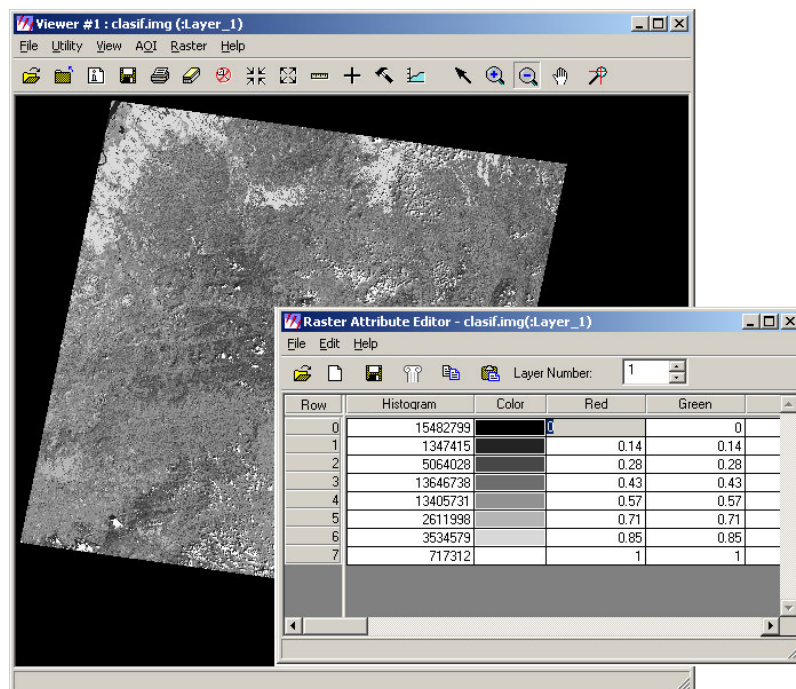 Viewer #1 : clasif.img (:Layer_1)
File Utility View AOI Raster Help
Raster Attribute Editor - clasif.img(:Layer_1)
File Edit Help
Layer Number: 1
Row Histogram Color Red Green
0 15482799 0 0
1 1347415 0.14 0.14
2 5064028 0.28 0.28
3 13646738 0.43 0.43
4 13405731 0.57 0.57
5 2611998 0.71 0.71
6 3534579 0.85 0.85
7 717312 1 1